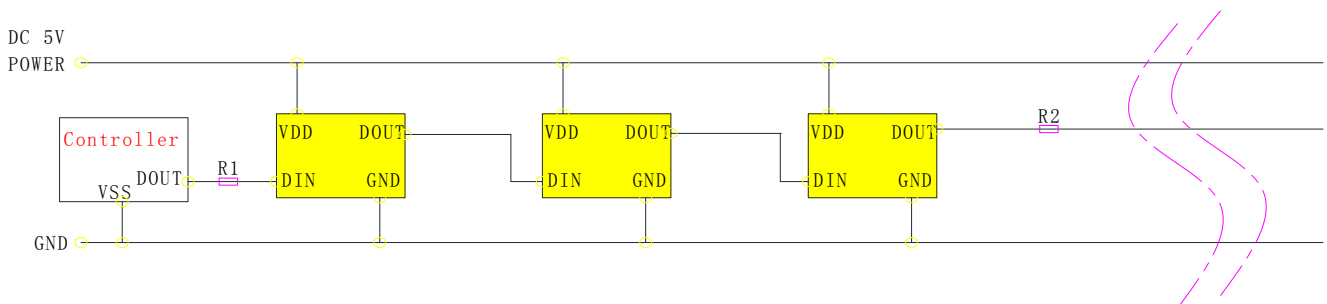 DC 5V
POWER
Controller
DOUT
VSS
R1
VDD
DOUT
DIN
GND
VDD
DOUT
DIN
GND
VDD
DOUT
DIN
GND
R2
GND